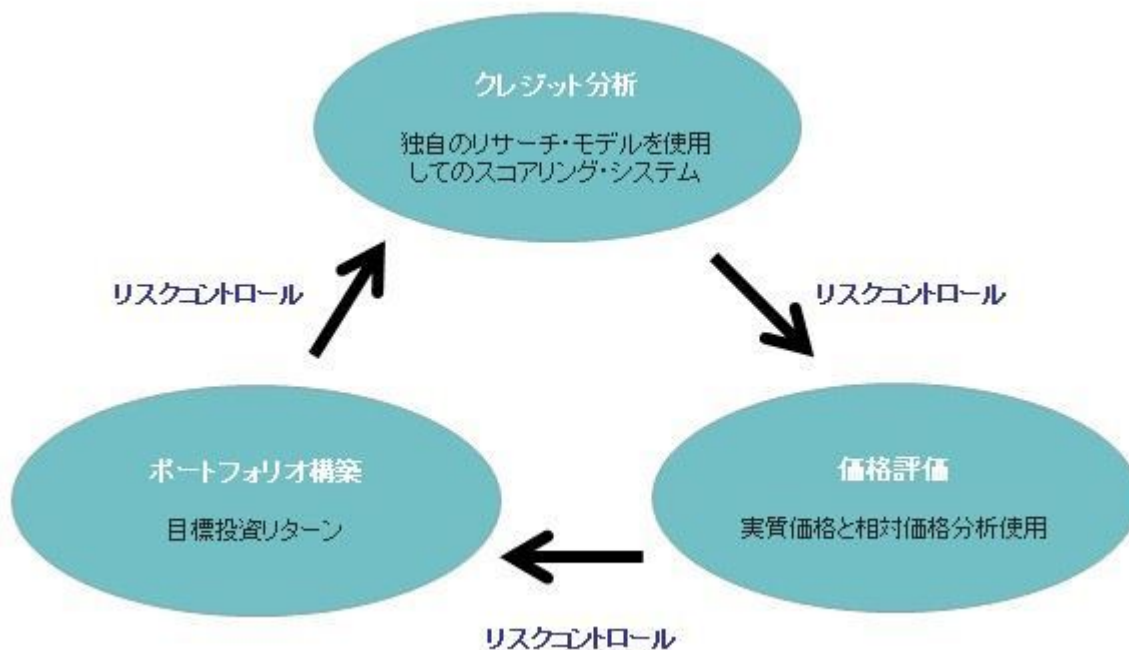 クレジット分析
独自のリサーチ・モデルを使用
してのスコアリング・システム
リスクコントロール
リスクコントロール
ポートフォリオ構築
目標投資リターン
価格評価
実質価格と相対価格分析使用
リスクコントロール